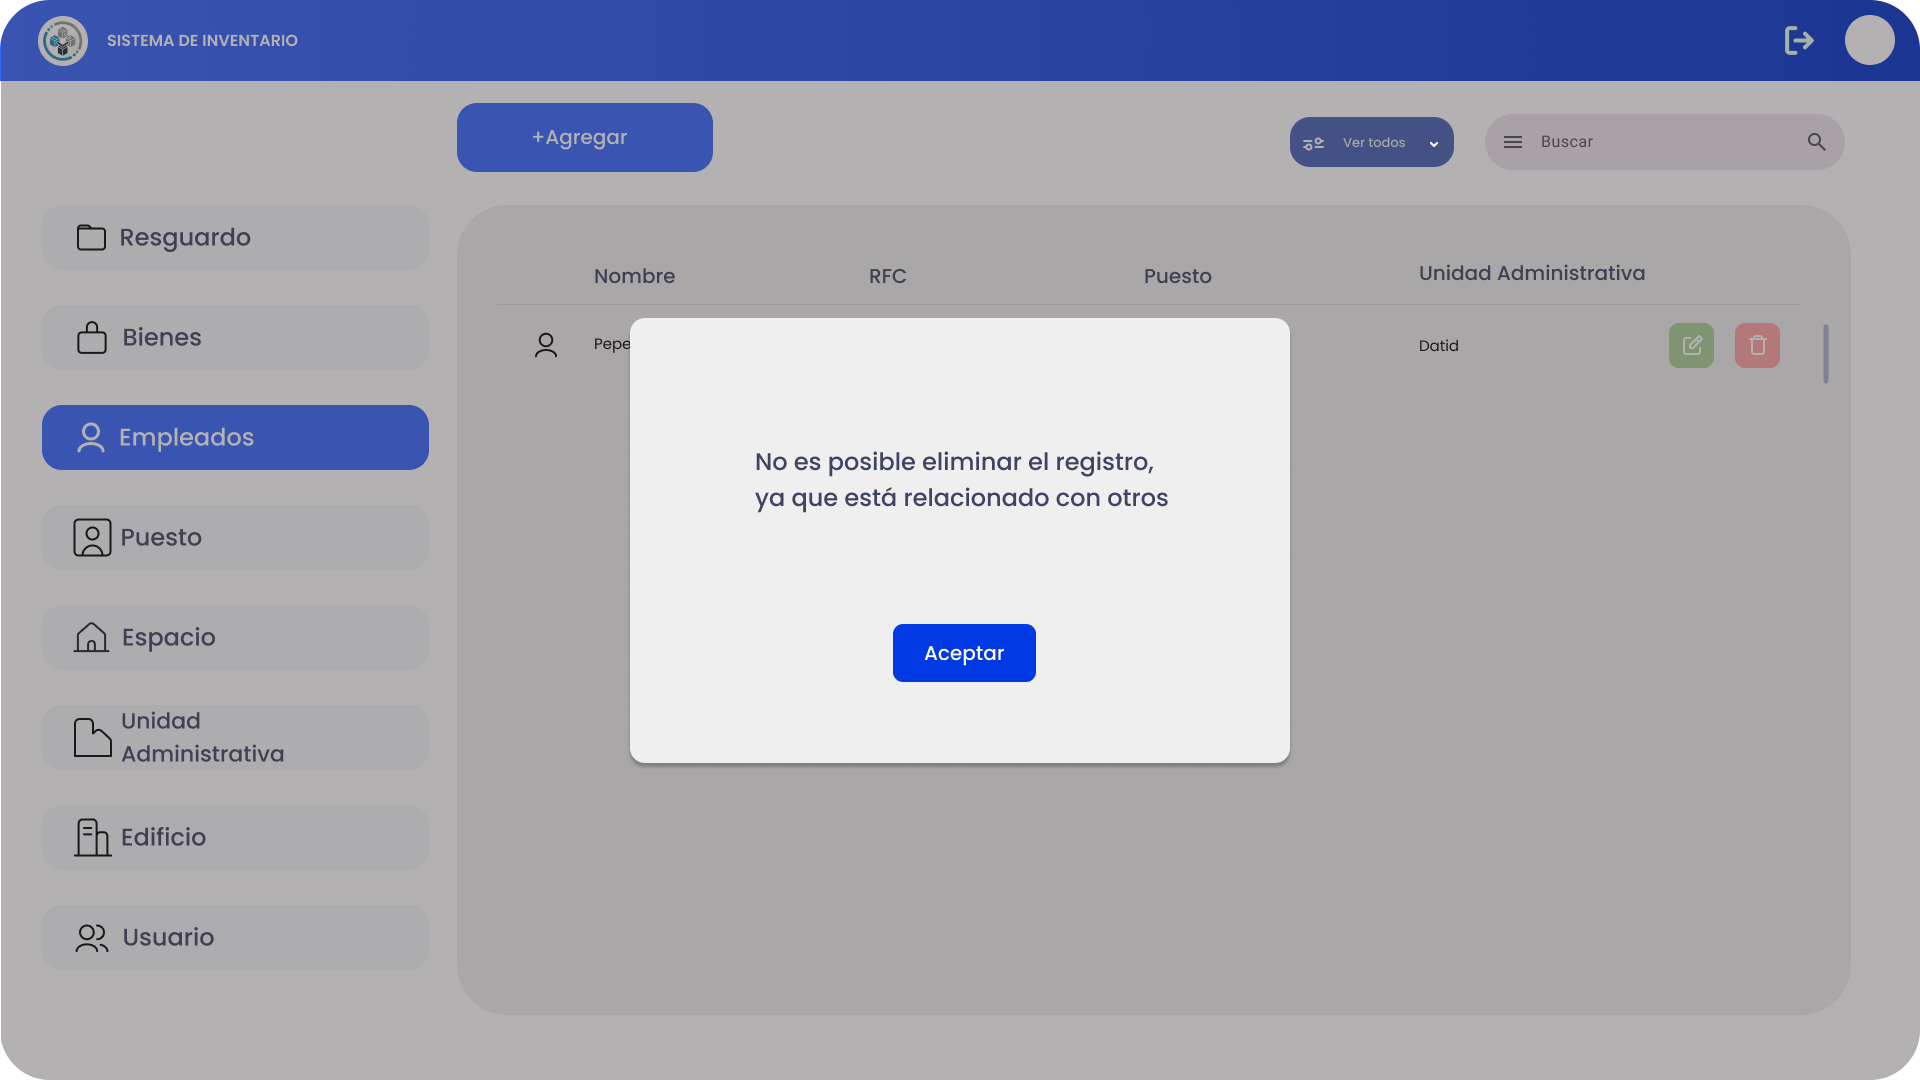 SISTEMA DE INVENTARIO
+Agregar
Ver todos
Buscar
Resguardo
Bienes
Empleados
Puesto
Espacio
Unidad
Administrativa
Edificio
Usuario
Nombre
RFC
Puesto
Unidad Administrativa
Pepe
Datid
No es posible eliminar el registro,
ya que está relacionado con otros
Aceptar